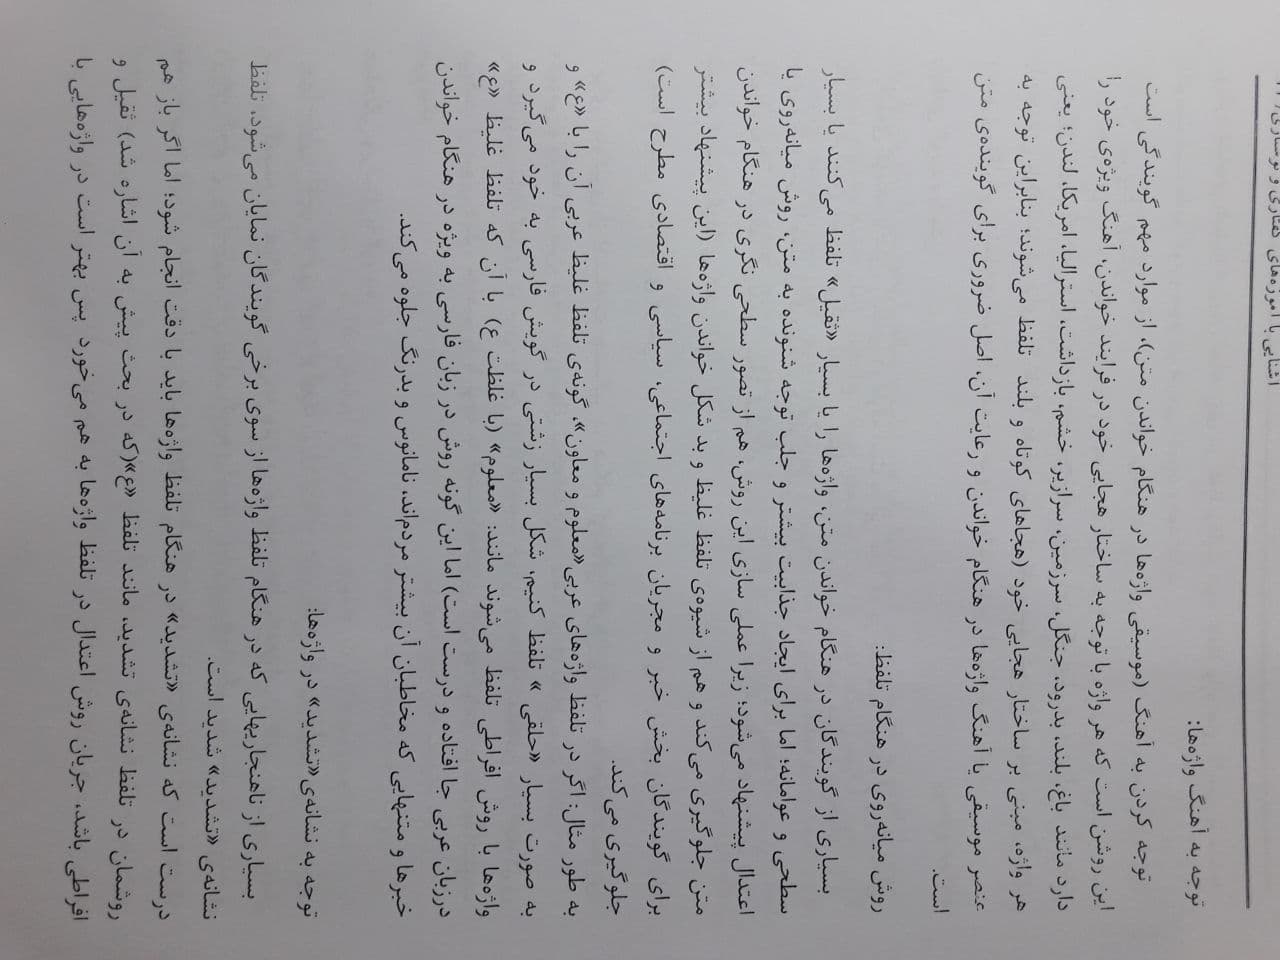 آشنایی با آموزه‌های گفتاری و نوشتاری/
توجه به آهنگ واژه‌ها:
توجه کردن به آهنگ (موسیقی واژه‌ها در هنگام خواندن متن)، از موارد مهم گویندگی است
این روشن است که هر واژه با توجه به ساختار هجایی خود در فرایند خواندن، آهنگ ویژه‌ی خود را
دارد مانند باغ، بلند، بدرود، جنگل، سرزمین، سرازیر، خشم، بازداشت، استرالیا، امریکا، لندن؛ یعنی
هر واژه، مبنی بر ساختار هجایی خود (هجاهای کوتاه و بلند تلفظ می‌شوند؛ بنابراین توجه به
عنصر موسیقی یا آهنگ واژه‌ها در هنگام خواندن و رعایت آن، اصل ضروری برای گوینده‌ی متن
است.
روش میانه‌روی در هنگام تلفظ:
بسیاری از گویندگان در هنگام خواندن متن، واژه‌ها را یا بسیار «ثقیل» تلفظ می‌کنند یا بسیار
سطحی و عوامانه؛ اما برای ایجاد جذابیت بیشتر و جلب توجه شنونده به متن، روش میانه‌روی یا
اعتدال پیشنهاد می‌شود؛ زیرا عملی سازی این روش، هم از تصور سطحی نگری در هنگام خواندن
متن جلوگیری می‌کند و هم از شیوه‌ی تلفظ غلیظ و بد شکل خواندن واژه‌ها (این پیشنهاد بیشتر
برای گویندگان بخش خبر و مجریان برنامه‌های اجتماعی، سیاسی و اقتصادی مطرح است)
جلوگیری می‌کند.
به طور مثال: اگر در تلفظ واژه‌های عربی«معلوم و معاون»، گونه‌ی تلفظ غلیظ عربی آن را با «ع» و
به صورت بسیار «حلقی » تلفظ کنیم، شکل بسیار زشتی در گویش فارسی به خود می‌گیرد و
واژه‌ها با روش افراطی تلفظ می‌شوند مانند: «معلوم» (با غلظت ع) با آن که تلفظ غلیظ «ع»
درزبان عربی جا افتاده و درست است) اما این گونه روش در زبان فارسی به ویژه در هنگام خواندن
خبرها و متنهایی که مخاطبان آن بیشتر مردم‌اند، نامانوس و بدرنگ جلوه می‌کند.
توجه به نشانه‌ی«تشدید» در واژه‌ها:
بسیاری از ناهنجاریهایی که در هنگام تلفظ واژه‌ها از سوی برخی گویندگان نمایان می‌شود، تلفظ
نشانه‌ی «تشدید» شدید است.
درست است که نشانه‌ی «تشدید» در هنگام تلفظ واژه‌ها باید با دقت انجام شود؛ اما اگر باز هم
روشمان در تلفظ نشانه‌ی تشدید، مانند تلفظ «ع»(که در بحث پیش به آن اشاره شد) ثقیل و
افراطی باشد، جریان روش اعتدال در تلفظ واژه‌ها به هم می‌خورد پس بهتر است در واژه‌هایی با